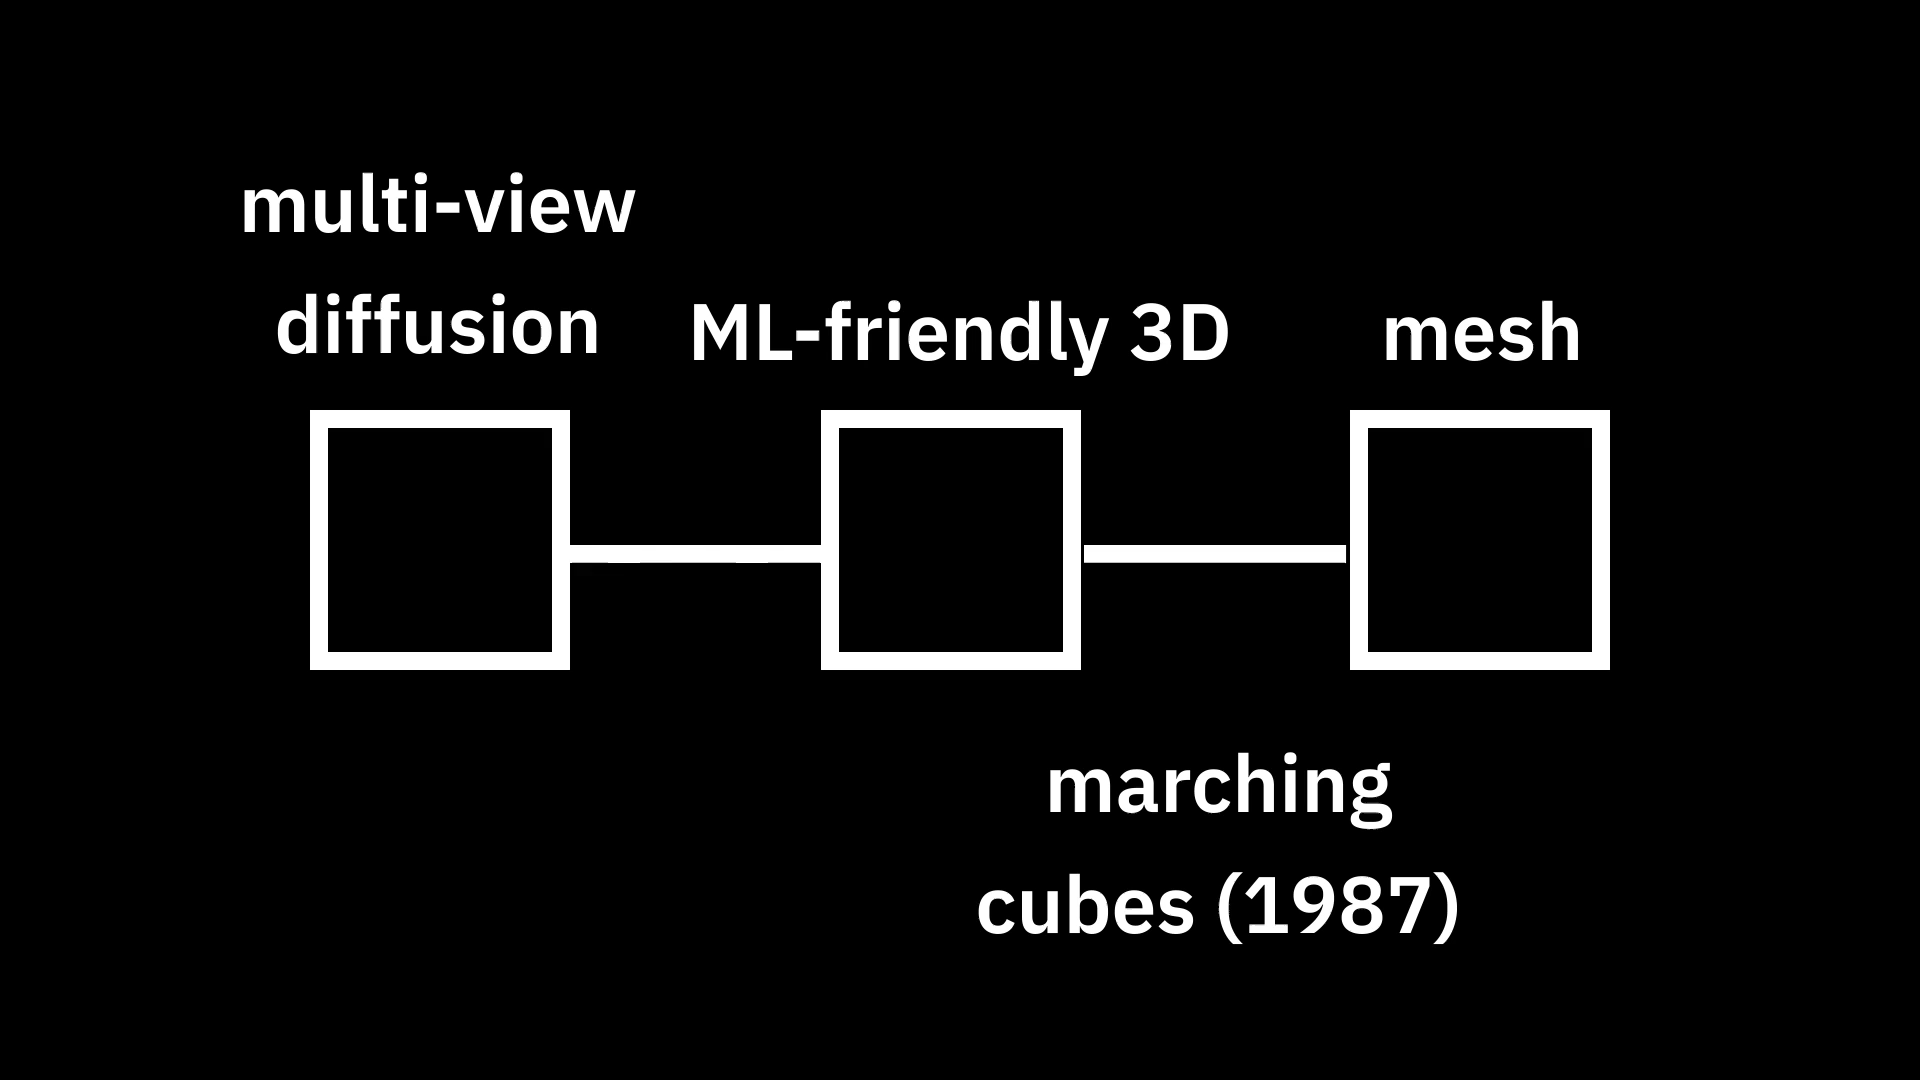 multi-view
diffusion
ML-friendly 3D
mesh
marching
cubes (1987)